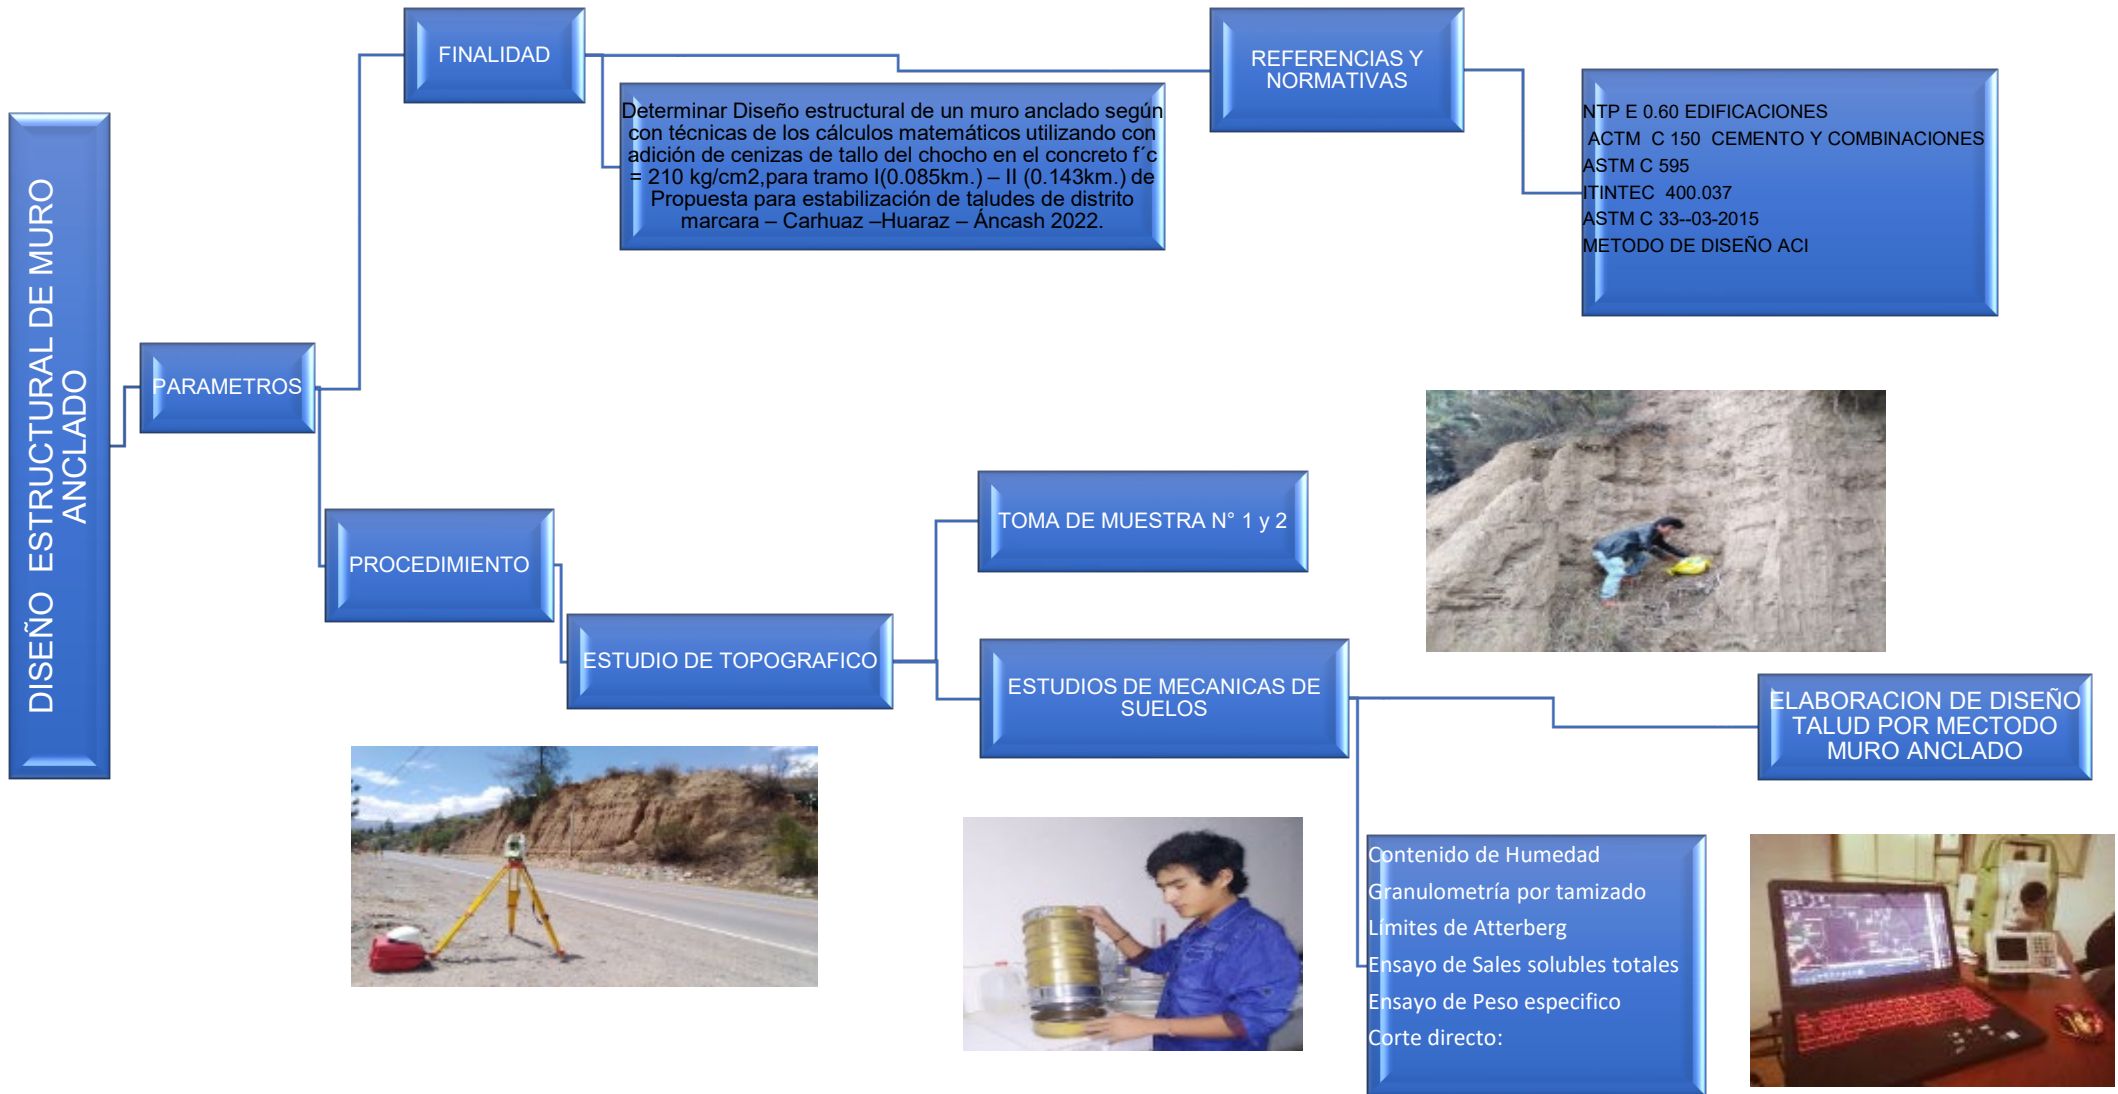 DISEÑO ESTRUCTURAL DE MURO
ANCLADO
PARAMETROS
FINALIDAD
Determinar Diseño estructural de un muro anclado según
con técnicas de los cálculos matemáticos utilizando con
adición de cenizas de tallo del chocho en el concreto f´c
= 210 kg/cm2,para tramo I(0.085km.) – II (0.143km.) de
Propuesta para estabilización de taludes de distrito
marcara – Carhuaz –Huaraz – Áncash 2022.
REFERENCIAS Y
NORMATIVAS
NTP E 0.60 EDIFICACIONES
ACTM C 150 CEMENTO Y COMBINACIONES
ASTM C 595
ITINTEC 400.037
ASTM C 33--03-2015
METODO DE DISEÑO ACI
PROCEDIMIENTO
ESTUDIO DE TOPOGRAFICO
TOMA DE MUESTRA N° 1 y 2
ESTUDIOS DE MECANICAS DE
SUELOS
ELABORACION DE DISEÑO
TALUD POR MECTODO
MURO ANCLADO
Contenido de Humedad
Granulometría por tamizado
Límites de Atterberg
Ensayo de Sales solubles totales
Ensayo de Peso especifico
Corte directo: